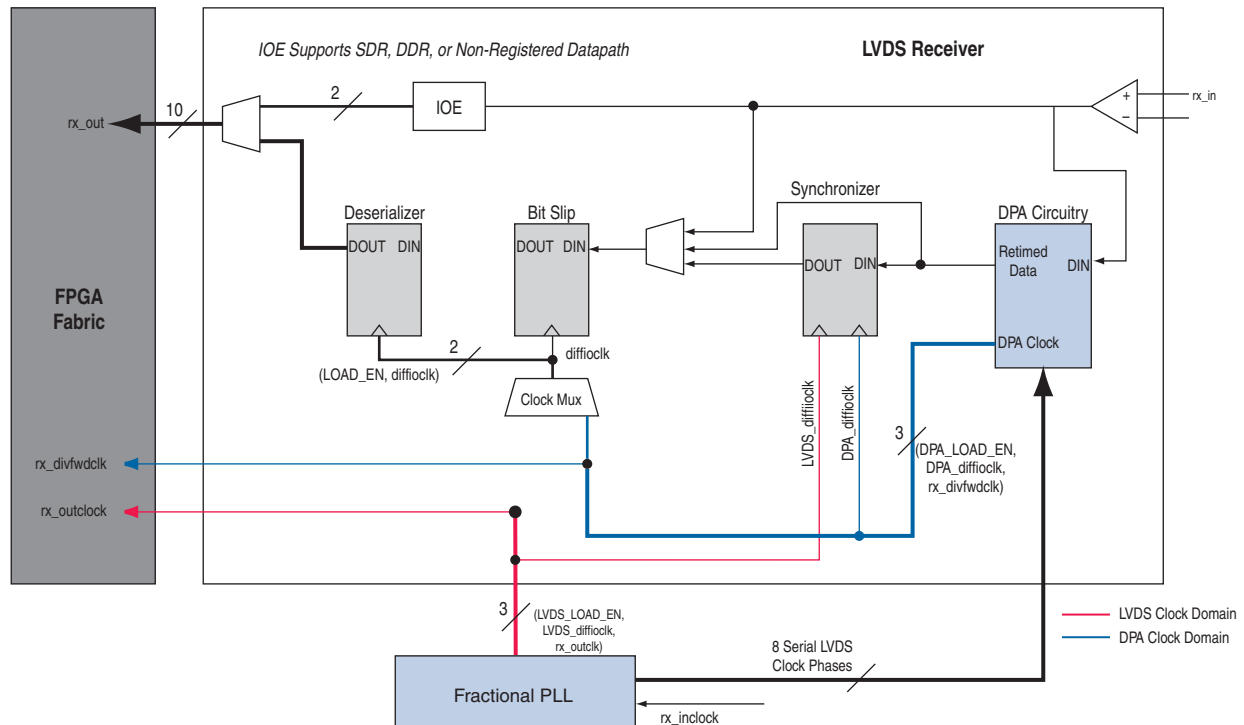 IOE Supports SDR, DDR, or Non-Registered Datapath
LVDS Receiver
2
IOE
+
−
rx_in
10
rx_out
Synchronizer
Deserializer
Bit Slip
DPA Circuitry
DOUT DIN
DOUT DIN
DOUT DIN
Retimed
Data
DIN
FPGA
Fabric
DPA Clock
2
(LOAD_EN, diffioclk)
diffioclk
Clock Mux
LVDS_diffiioclk
DPA_diffioclk
3
(DPA_LOAD_EN,
DPA_diffioclk,
rx_divfwdclk)
rx_divfwdclk
rx_outclock
3
(LVDS_LOAD_EN,
LVDS_diffioclk,
rx_outclk)
8 Serial LVDS
Clock Phases
LVDS Clock Domain
DPA Clock Domain
Fractional PLL
rx_inclock